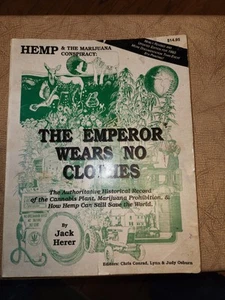 $14.95
HEMP & THE MARIJUANA
CONSPIRACY:
THE EMPEROR
WEARS NO
CLOTHES
The Authoritative Historical Record
of the Cannabis Plant, Marijuana Prohibition, &
How Hemp Can Still Save the World.
By
Jack
Herer
Editors: Chris Conrad, Lynn & Judy Osburn